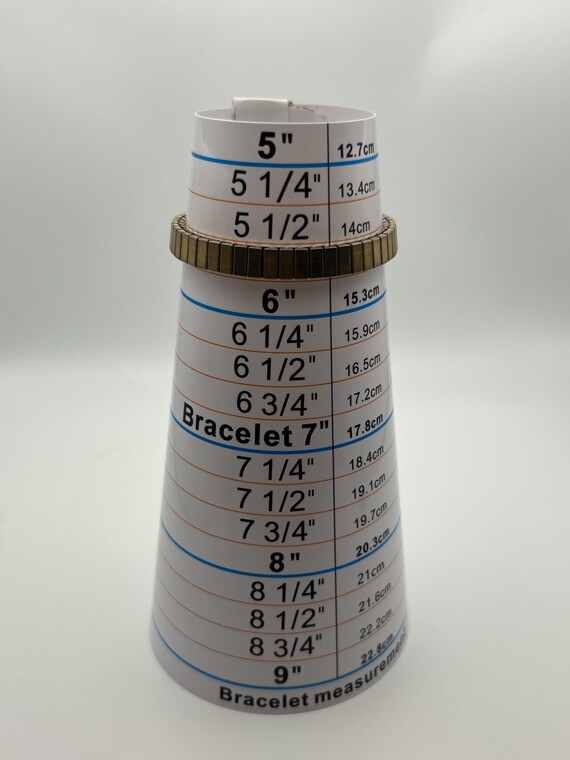 5" 12.7cm
5 1/4" 13.4cm
5 1/2" 14cm
6" 15.3cm
6 1/4" 15.9cm
6 1/2" 16.5cm
6 3/4" 17.2cm
Bracelet 7" 17.8cm
7 1/4" 18.4cm
7 1/2" 19.1cm
7 3/4" 19.7cm
8" 20.3cm
8 1/4" 21cm
8 1/2" 21.6cm
8 3/4" 22.2cm
9" 22.8cm
Bracelet measurement